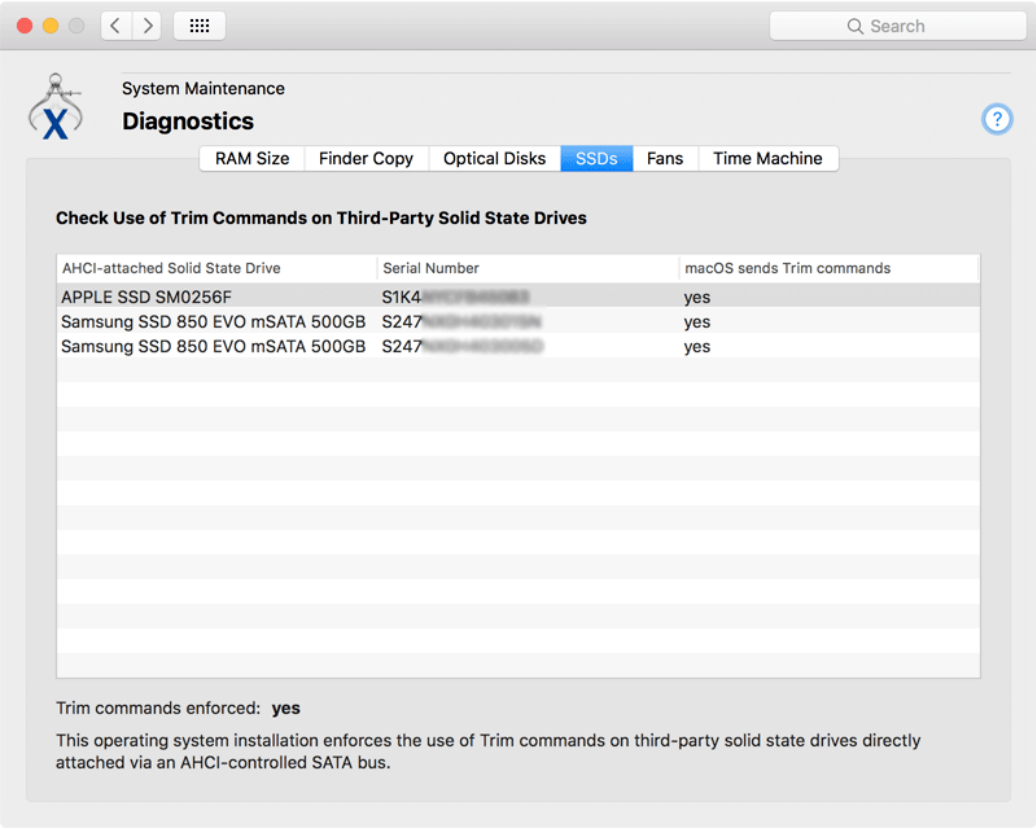 Search
System Maintenance
Diagnostics
?
RAM Size Finder Copy Optical Disks SSDs Fans Time Machine
Check Use of Trim Commands on Third-Party Solid State Drives
AHCI-attached Solid State Drive Serial Number macOS sends Trim commands
APPLE SSD SM0256F S1K4 yes
Samsung SSD 850 EVO mSATA 500GB S247 yes
Samsung SSD 850 EVO mSATA 500GB S247 yes
Trim commands enforced: yes
This operating system installation enforces the use of Trim commands on third-party solid state drives directly
attached via an AHCI-controlled SATA bus.